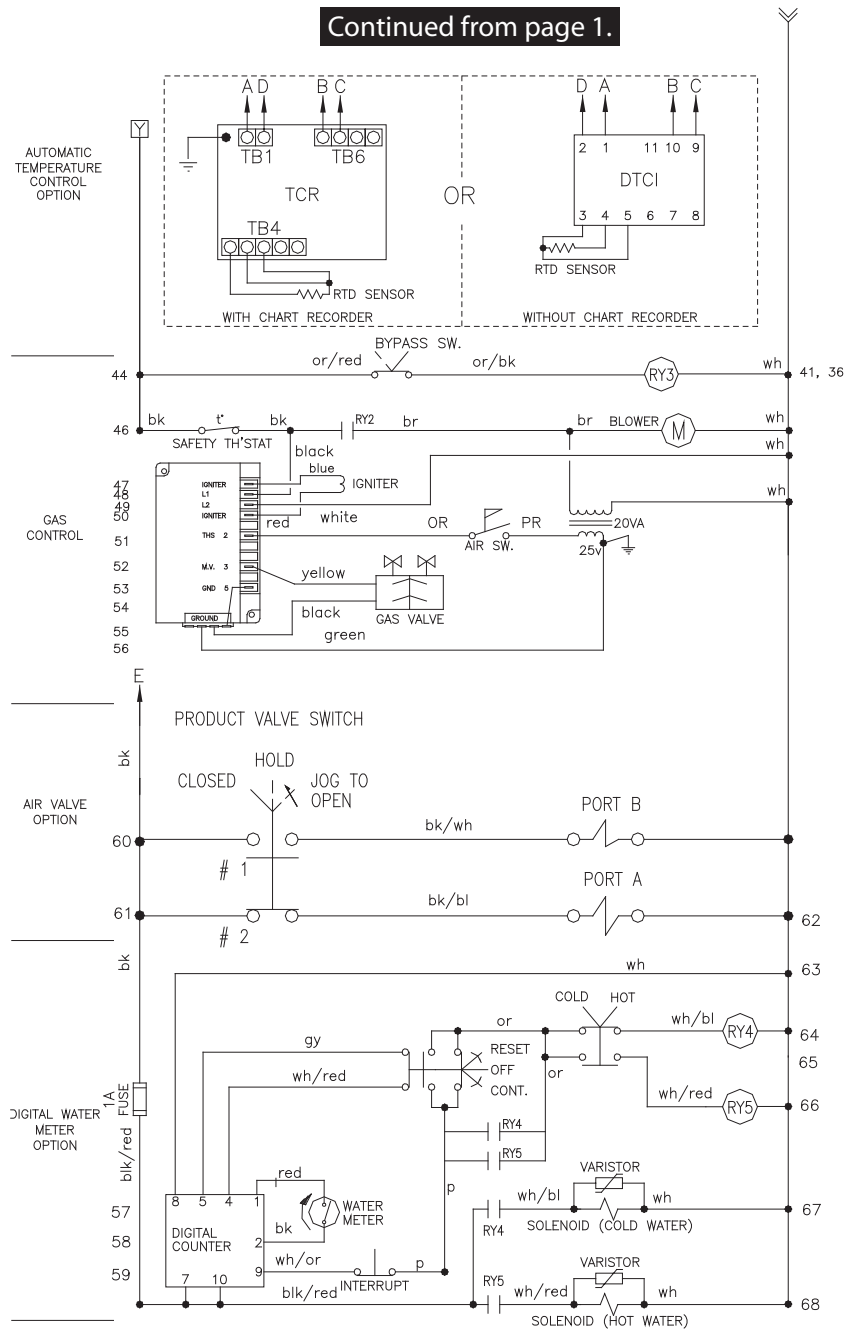 Continued from page 1.
A D B C
D A B C
Y
AUTOMATIC
TEMPERATURE
CONTROL
OPTION
TB1 TB6
TCR
TB4
RTD SENSOR
WITH CHART RECORDER
OR
2 1 11 10 9
DTCI
3 4 5 6 7 8
RTD SENSOR
WITHOUT CHART RECORDER
BYPASS SW.
44 or/red or/bk RY3 wh 41, 36
46 bk t° bk RY2 br br BLOWER M wh
SAFETY TH'STAT
black wh
GAS
CONTROL
47 IGNITER blue IGNITER
48 L1
49 L2 wh
50 IGNITER red white
51 THS 2 OR AIR SW. PR 25v 20VA
52 M.V. 3 yellow
53 GND 5
54 black GAS VALVE
GROUND
55 green
56
E
PRODUCT VALVE SWITCH
bk
HOLD
CLOSED JOG TO
OPEN
AIR VALVE
OPTION
PORT B
60 bk/wh
# 1
PORT A
61 bk/bl 62
# 2
bk
wh 63
COLD HOT
gy or wh/bl RY4 64
RESET
65
OFF
or
wh/red CONT. wh/red RY5 66
DIGITAL WATER
METER
OPTION
1A
FUSE
RY4
RY5
blk/red
p
red
8 5 4 1
WATER
METER
57
58
59
DIGITAL
COUNTER
bk
2
wh/or
9
7 10
INTERRUPT
p
blk/red
VARISTOR
wh/bl wh 67
RY4 SOLENOID (COLD WATER)
VARISTOR
RY5 wh/red wh 68
SOLENOID (HOT WATER)